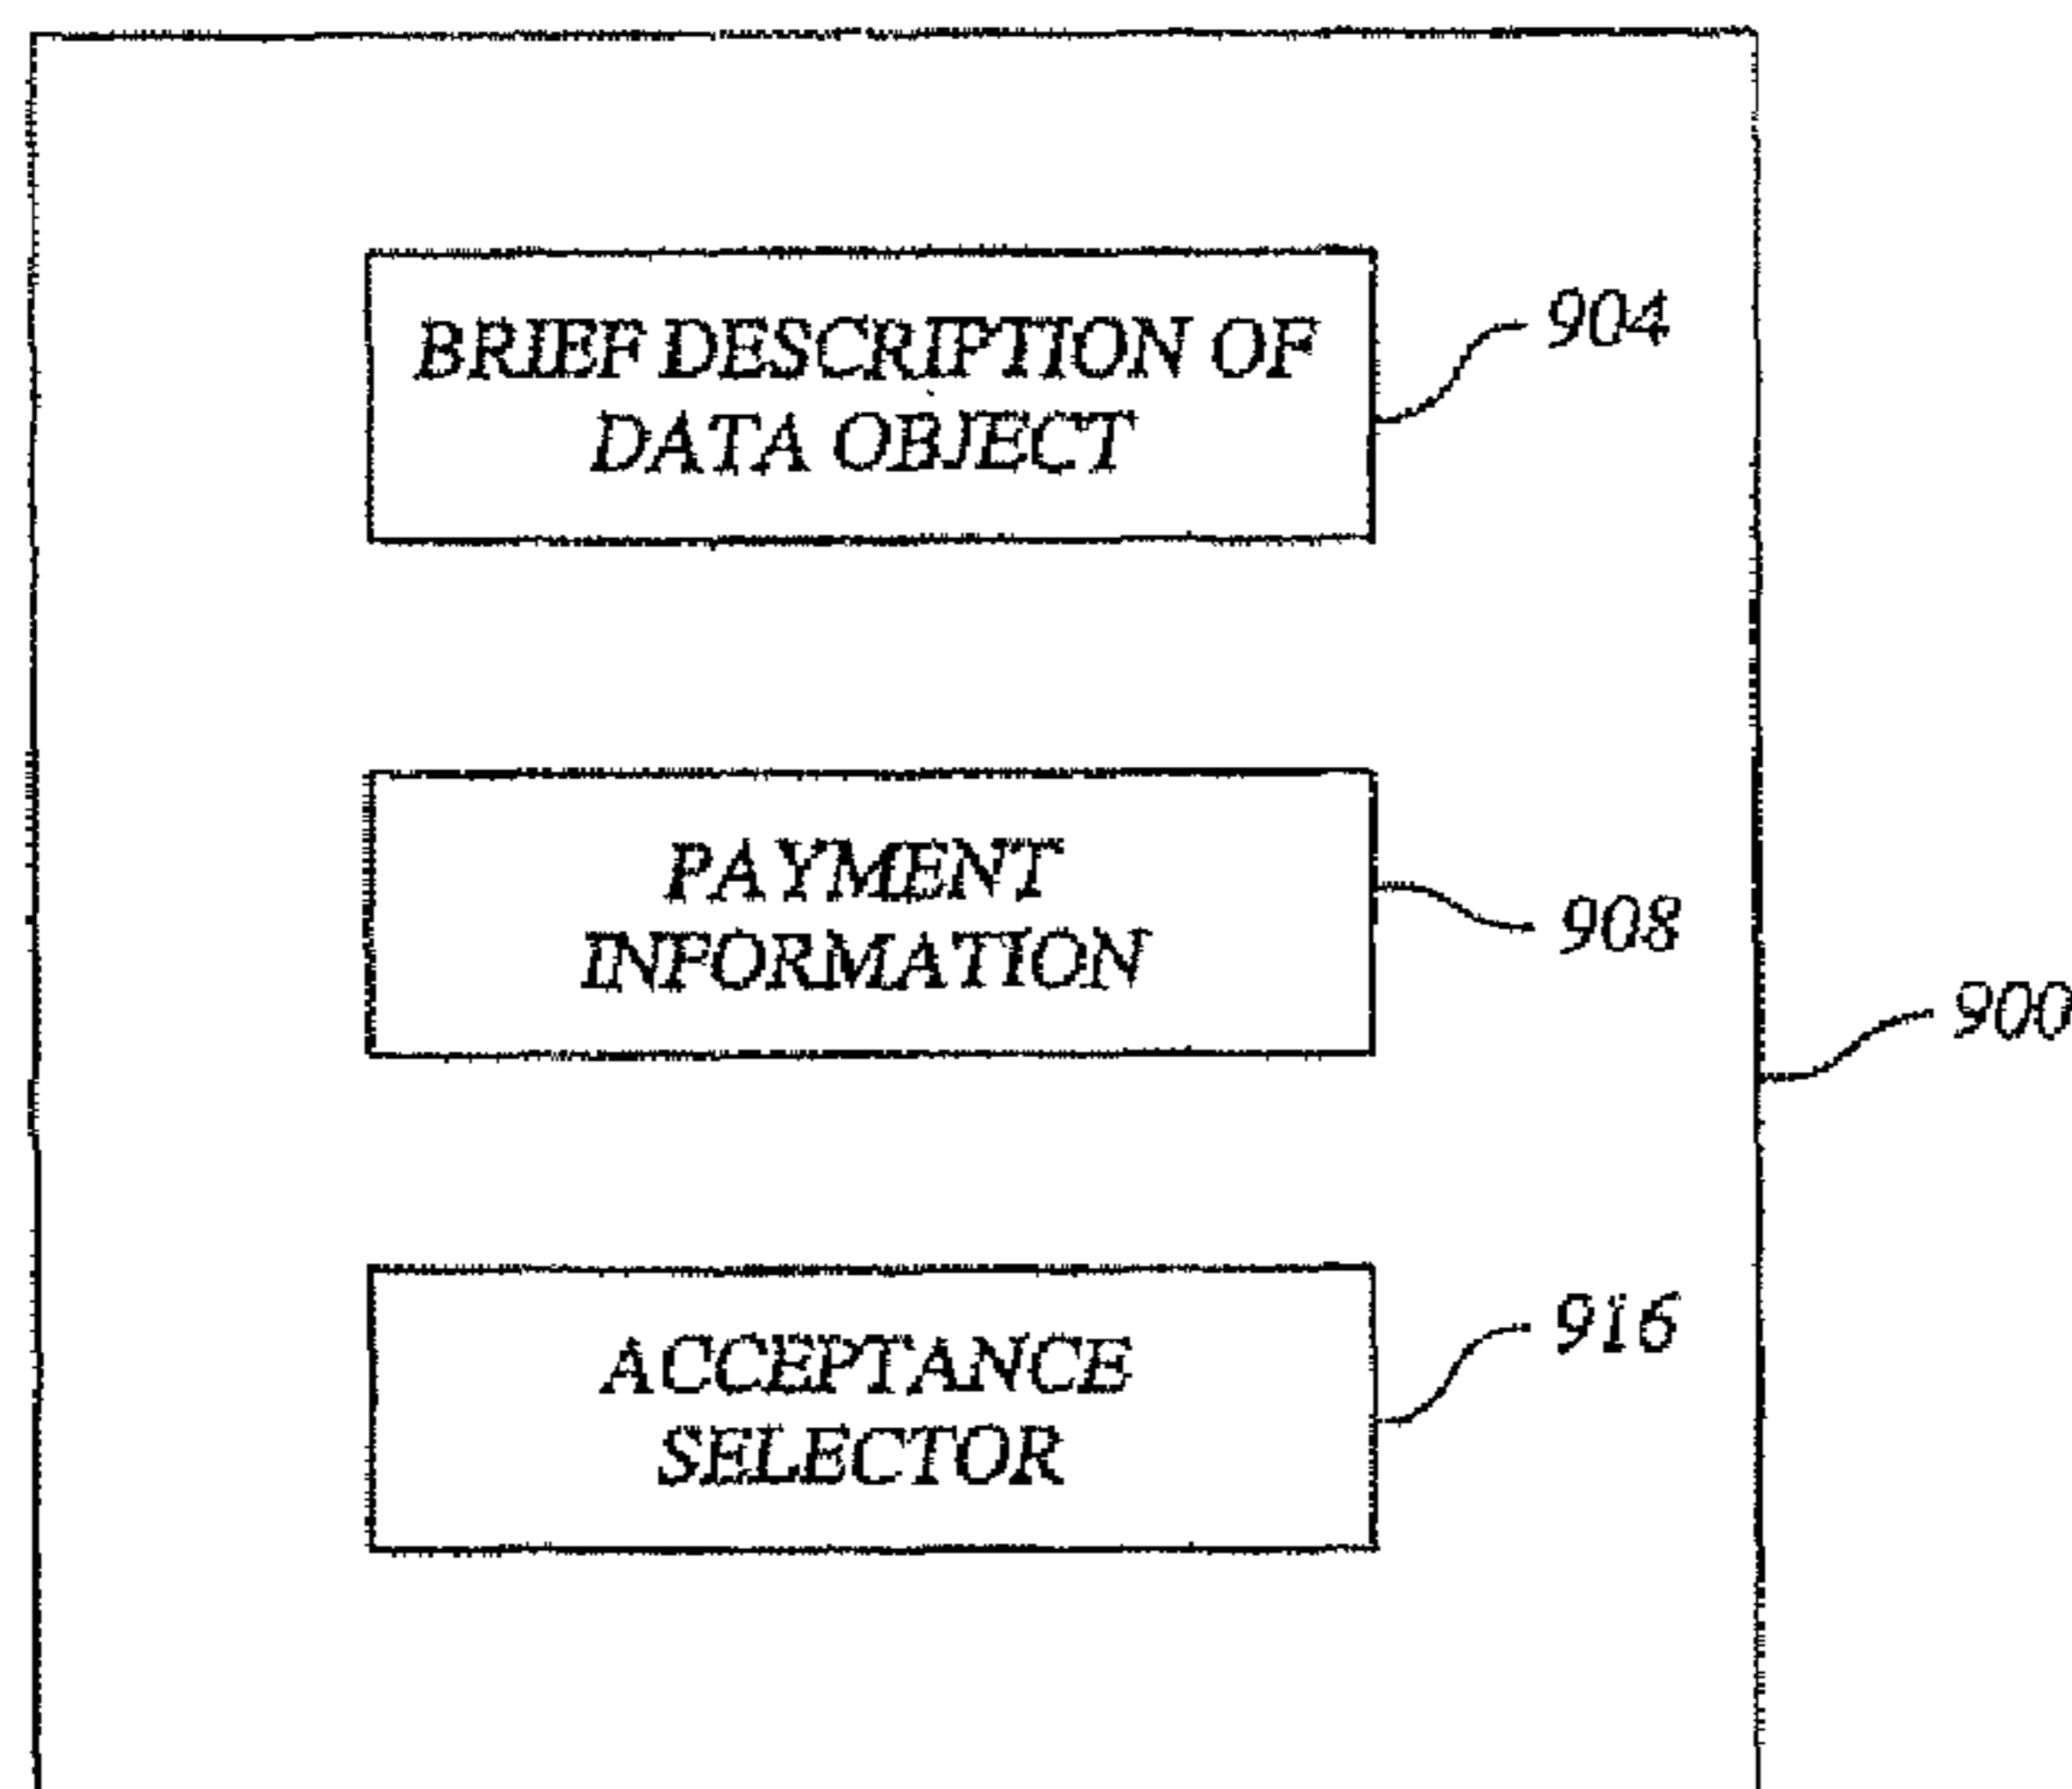 BRIEF DESCRIPTION OF
DATA OBJECT
904
PAYMENT
INFORMATION
908
900
ACCEPTANCE
SELECTOR
916